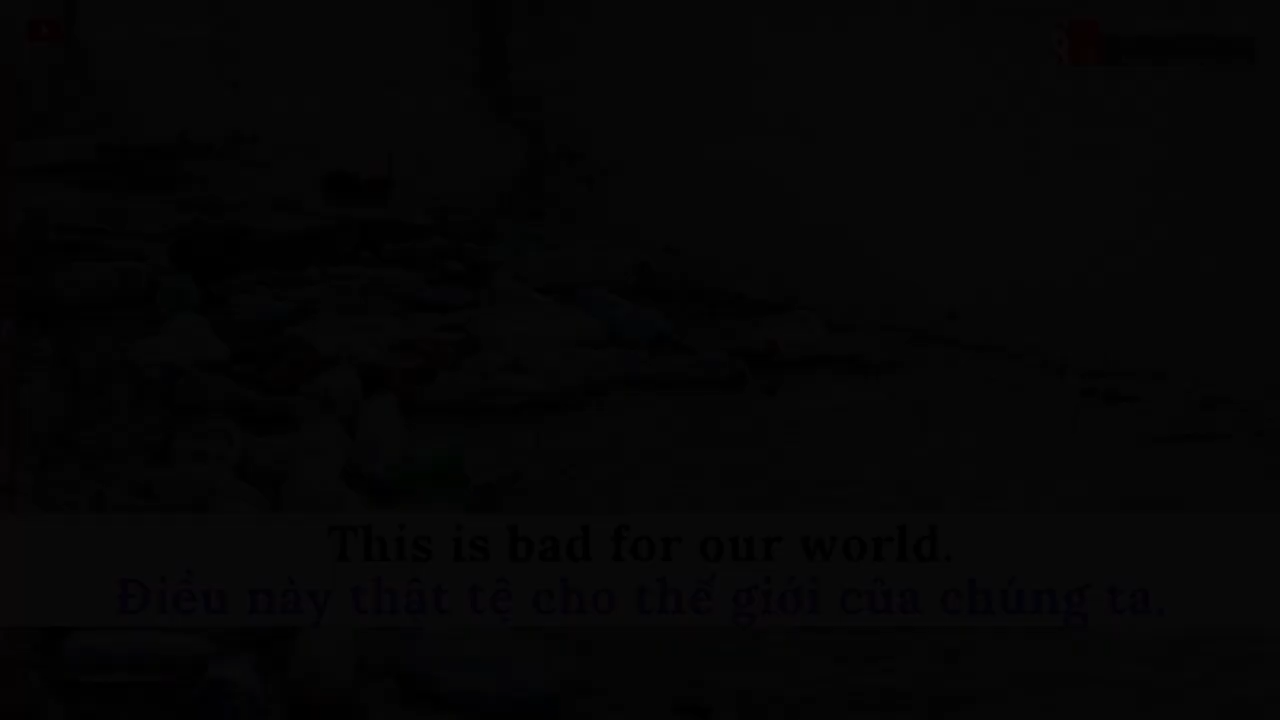 This is bad for our world.
Điều này thật tệ cho thế giới của chúng ta.